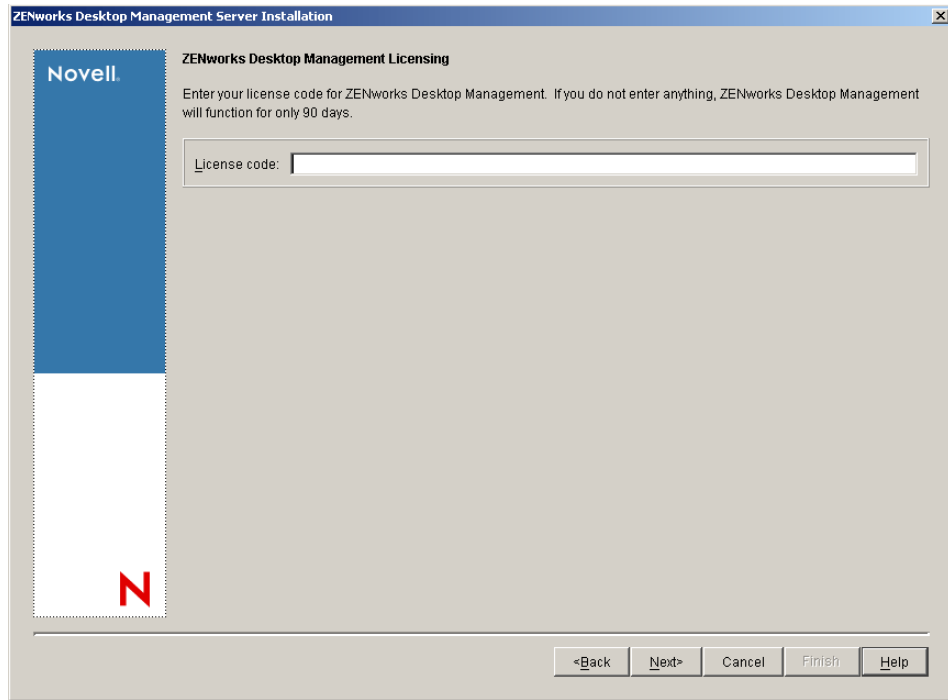 ZENworks Desktop Management Server Installation
Novell.
ZENworks Desktop Management Licensing
Enter your license code for ZENworks Desktop Management. If you do not enter anything, ZENworks Desktop Management
will function for only 90 days.
License code:
N
<Back Next> Cancel Finish Help